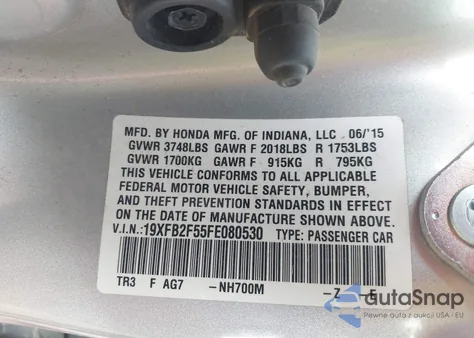 MFD. BY HONDA MFG. OF INDIANA, LLC 06/'15
GVWR 3748LBS GAWR F 2018LBS R 1753LBS
GVWR 1700KG GAWR F 915KG R 795KG
THIS VEHICLE CONFORMS TO ALL APPLICABLE
FEDERAL MOTOR VEHICLE SAFETY, BUMPER,
AND THEFT PREVENTION STANDARDS IN EFFECT
ON THE DATE OF MANUFACTURE SHOWN ABOVE.
V.I.N.:19XFB2F55FE080530 TYPE: PASSENGER CAR
TR3 F AG7 -NH700M -Z
AutaSnap
Pewne auta z aukcji USA i EU